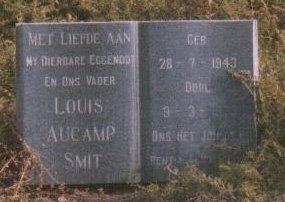 MET LIEFDE AAN
MY DIERBARE EGGENOOT
EN ONS VADER
LOUIS
AUCAMP
SMIT
GEB
28-7-1943
OORL
9-3-
ONS HET JOU LIEF